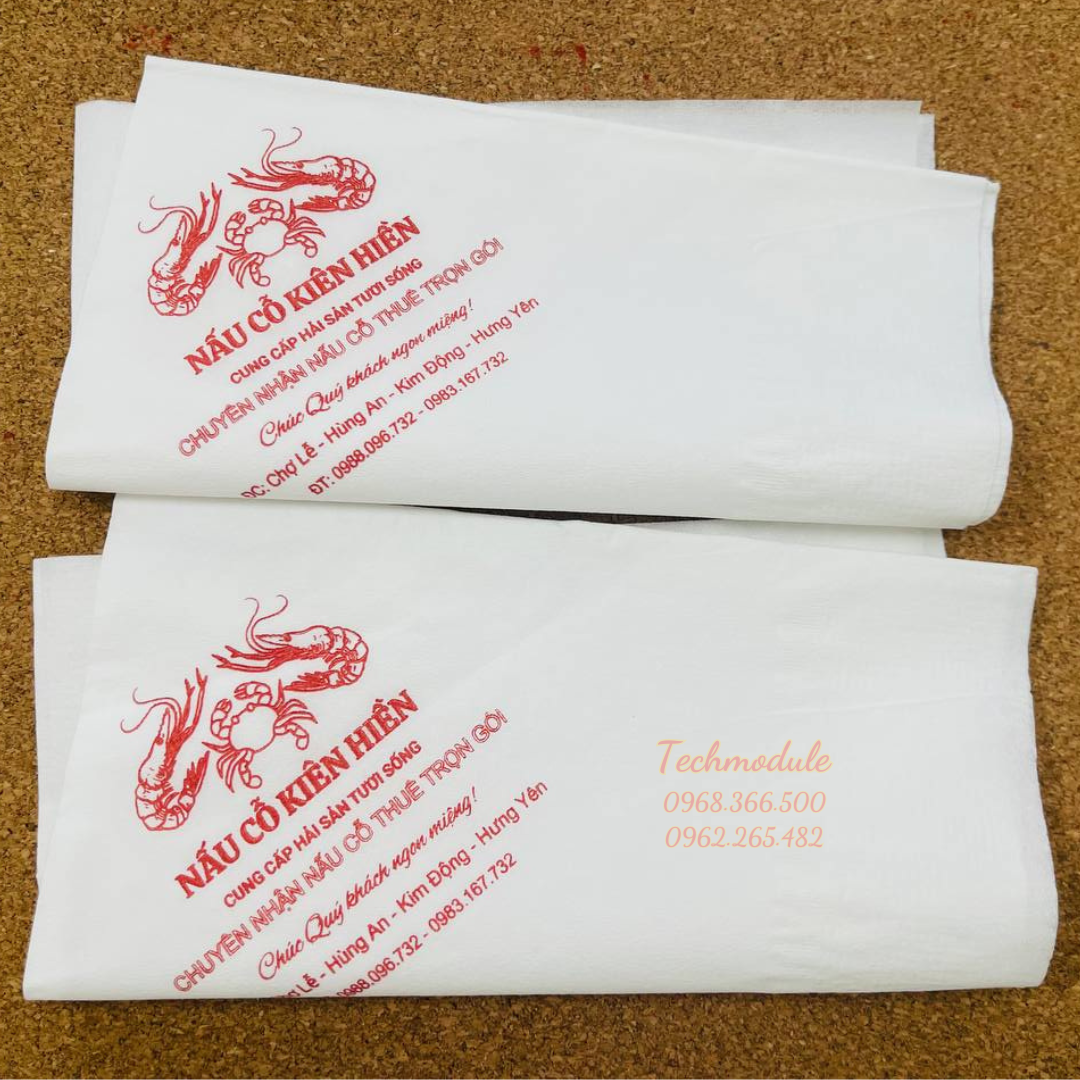 NẤU CỖ KIÊN HIỀN
CUNG CẤP HẢI SẢN TƯƠI SỐNG
CHUYÊN NHẬN NẤU CỖ THUÊ TRỌN GÓI
Chúc Quý khách ngon miệng!
ĐC: Chợ Lễ - Hùng An - Kim Động - Hưng Yên
ĐT: 0988.096.732 - 0983.167.732
NẤU CỖ KIÊN HIỀN
CUNG CẤP HẢI SẢN TƯƠI SỐNG
CHUYÊN NHẬN NẤU CỖ THUÊ TRỌN GÓI
Chúc Quý khách ngon miệng!
Lễ - Hùng An - Kim Động - Hưng Yên
0988.096.732 - 0983.167.732
Techmodule
0968.366.500
0962.265.482